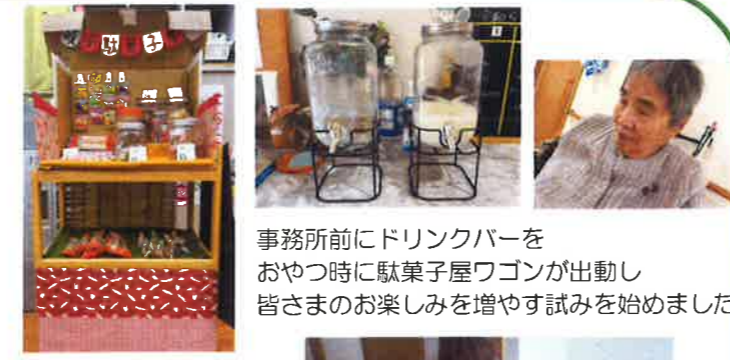 駄 子
事務所前にドリンクバーを
おやつ時に駄菓子屋ワゴンが出動し
皆さまのお楽しみを増やす試みを始めました